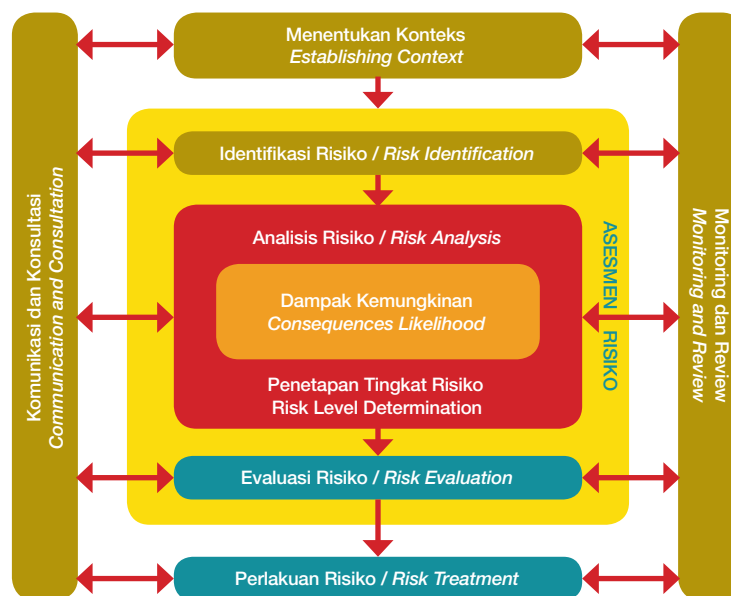 Menentukan Konteks
Establishing Context
Komunikasi dan Konsultasi
Communication and Consultation
Identifikasi Risiko / Risk Identification
Analisis Risiko / Risk Analysis
Dampak Kemungkinan
Consequences Likelihood
Penetapan Tingkat Risiko
Risk Level Determination
ASESMEN RISIKO
Monitoring dan Review
Monitoring and Review
Evaluasi Risiko / Risk Evaluation
Perlakuan Risiko / Risk Treatment